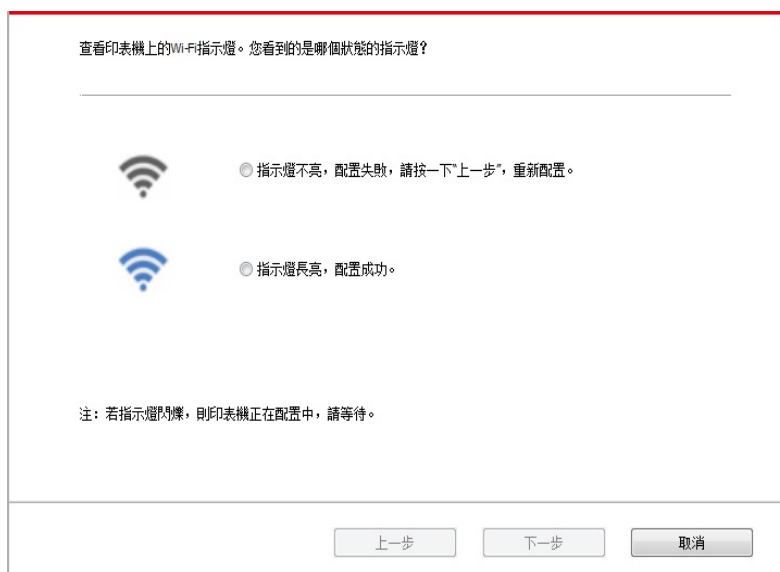 查看印表機上的Wi-Fi指示燈。您看到的是哪個狀態的指示燈?
指示燈不亮，配置失敗，請按一下"上一步"，重新配置。
指示燈長亮，配置成功。
注：若指示燈閃爍，則印表機正在配置中，請等待。
上一步
下一步
取消